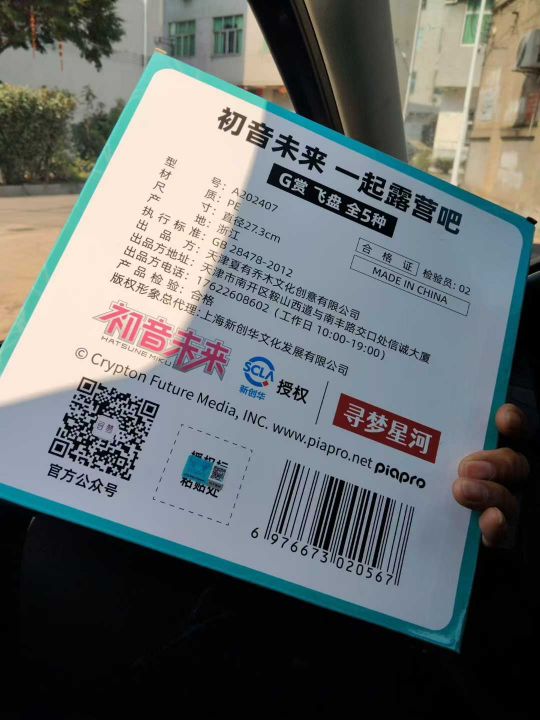 初音未来 一起露营吧
G赏 飞盘 全5种
型 号: A202407
材 质: PE
尺 寸: 直径27.3cm
产 地: 浙江
执行标准: GB 28478-2012
出 品 方: 天津夏有乔木文化创意有限公司
出品方地址: 天津市南开区鞍山西道与南丰路交口处信诚大厦
出品方电话: 17622608602 (工作日 10:00-19:00)
产品检验: 合格
版权形象总代理: 上海新创华文化发展有限公司
合 格 证 检验员: 02
MADE IN CHINA
初音未来
HATSUNE MIKU
SCLA
新创华
授权
寻梦星河
© Crypton Future Media, INC. www.piapro.net piapro
官方公众号
粘贴处
6 976673 020567